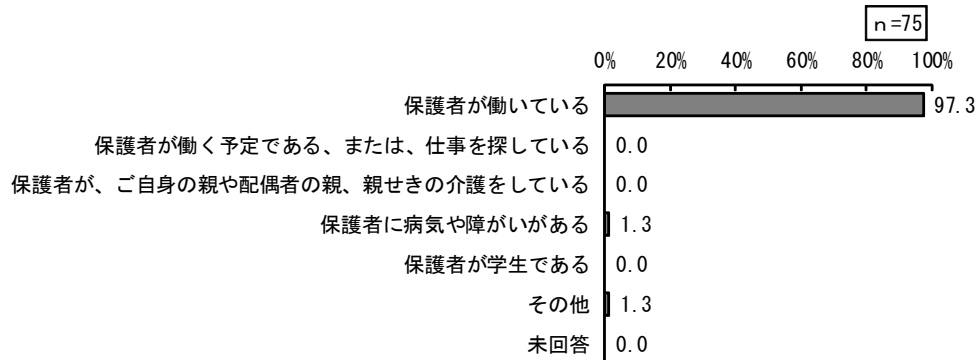 n=75
0% 20% 40% 60% 80% 100%
保護者が働いている 97.3
保護者が働く予定である、または、仕事を探している 0.0
保護者が、ご自身の親や配偶者の親、親せきの介護をしている 0.0
保護者に病気や障がいがある 1.3
保護者が学生である 0.0
その他 1.3
未回答 0.0